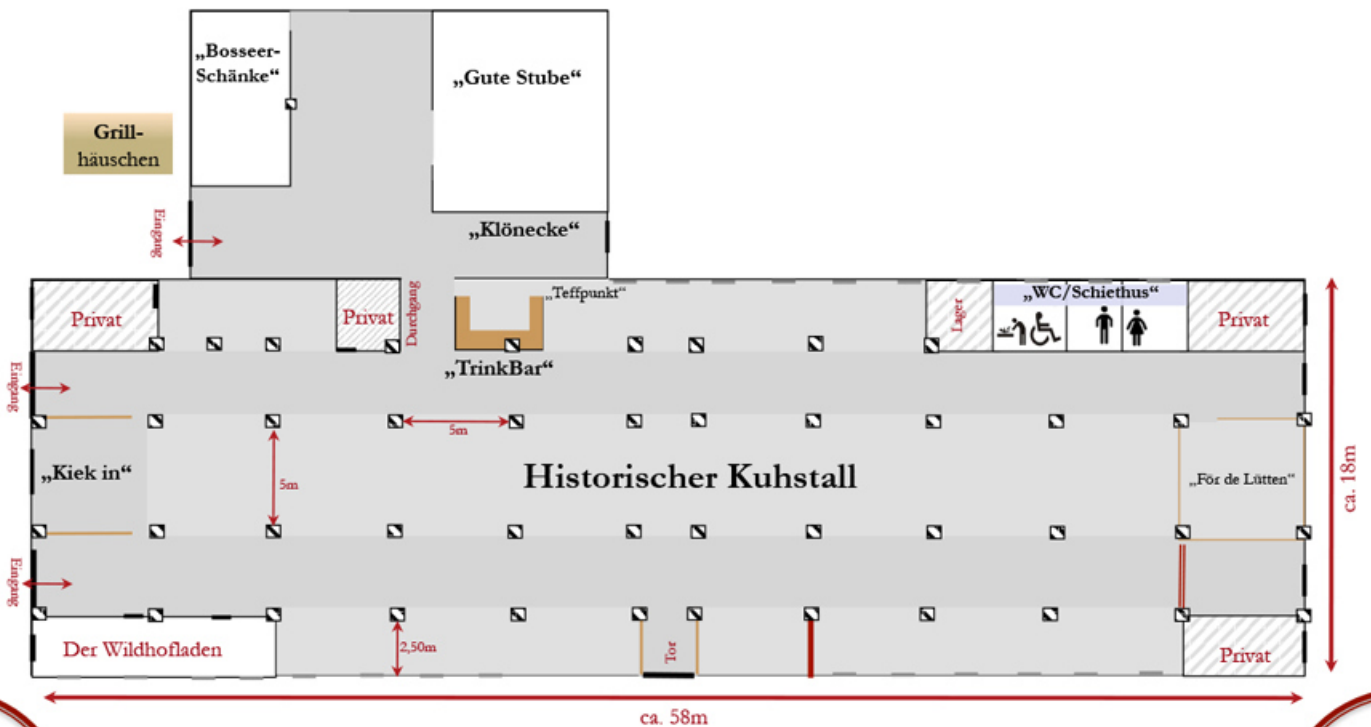 „Bosseer-
Schänke“
„Gute Stube“
Grill-
häuschen
Eingang
„Klönecke“
Privat
Privat
Durchgang
„Teffpunkt“
Lager
„WC/Schiethus“
Privat
„TrinkBar“
Eingang
5m
„Kiek in“
5m
Historischer Kuhstall
„För de Lütten“
ca. 18m
Eingang
Der Wildhofladen
2,50m
Tor
Privat
ca. 58m